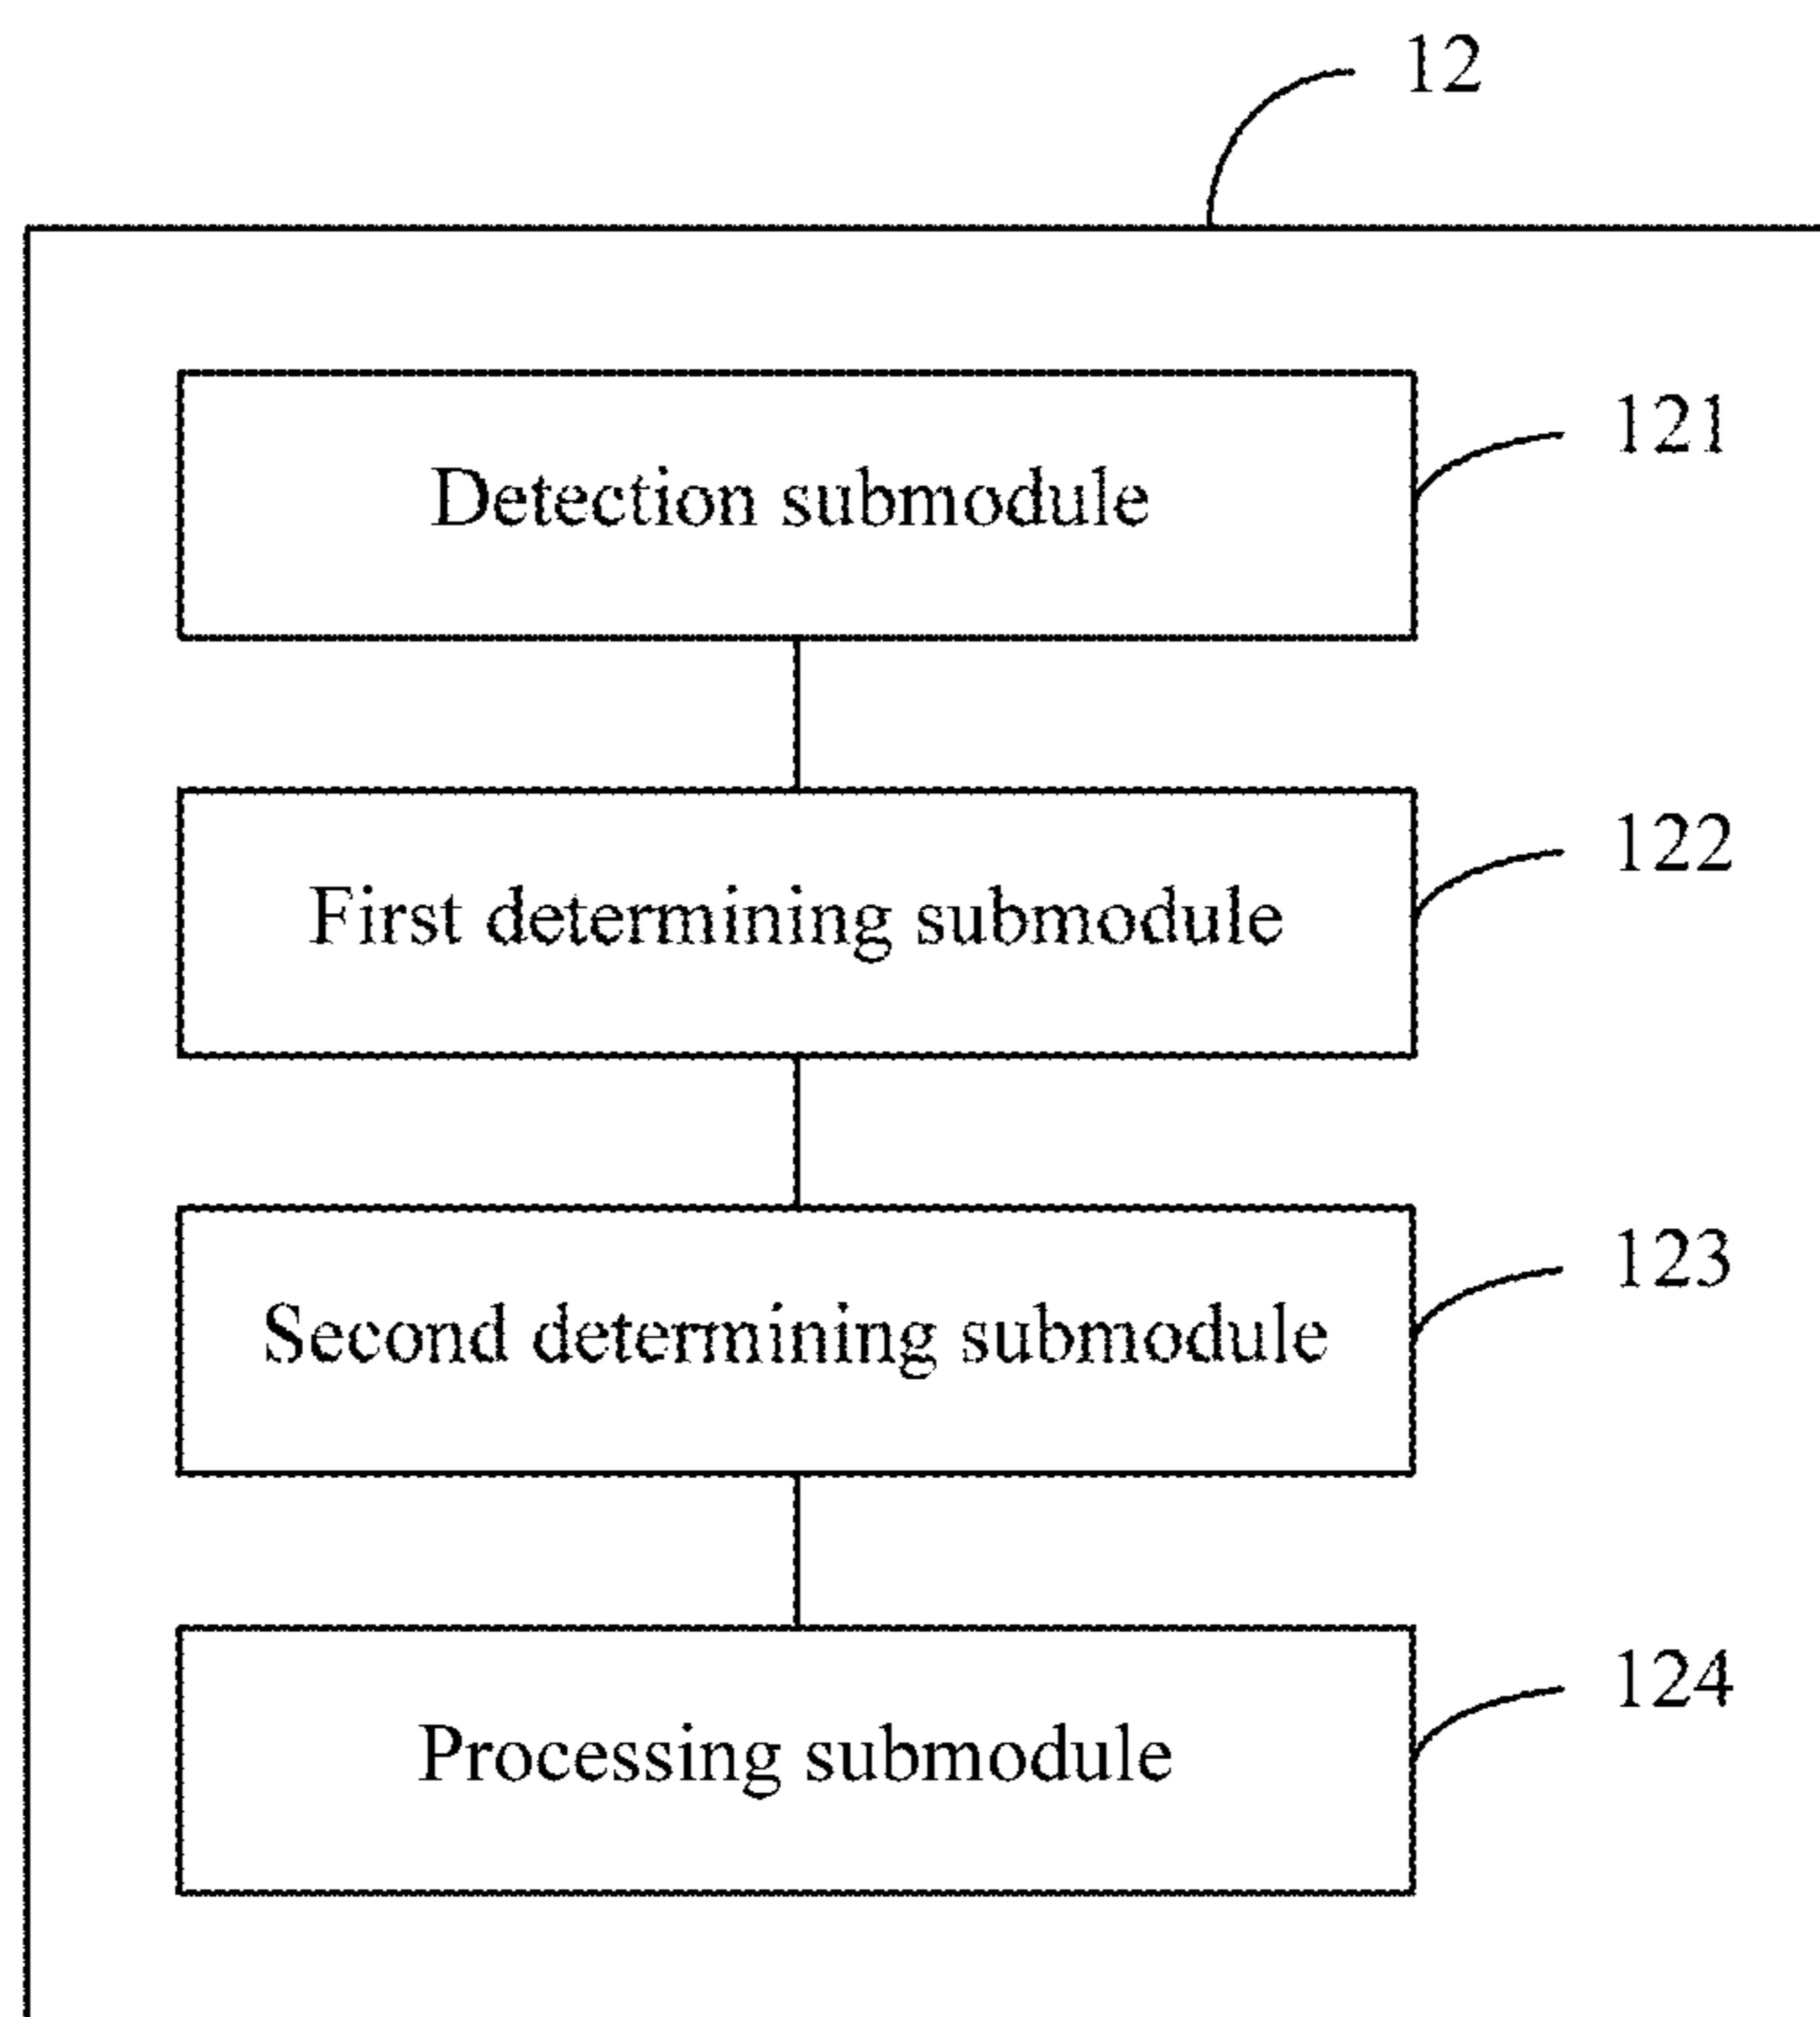 12
Detection submodule
121
First determining submodule
122
Second determining submodule
123
Processing submodule
124